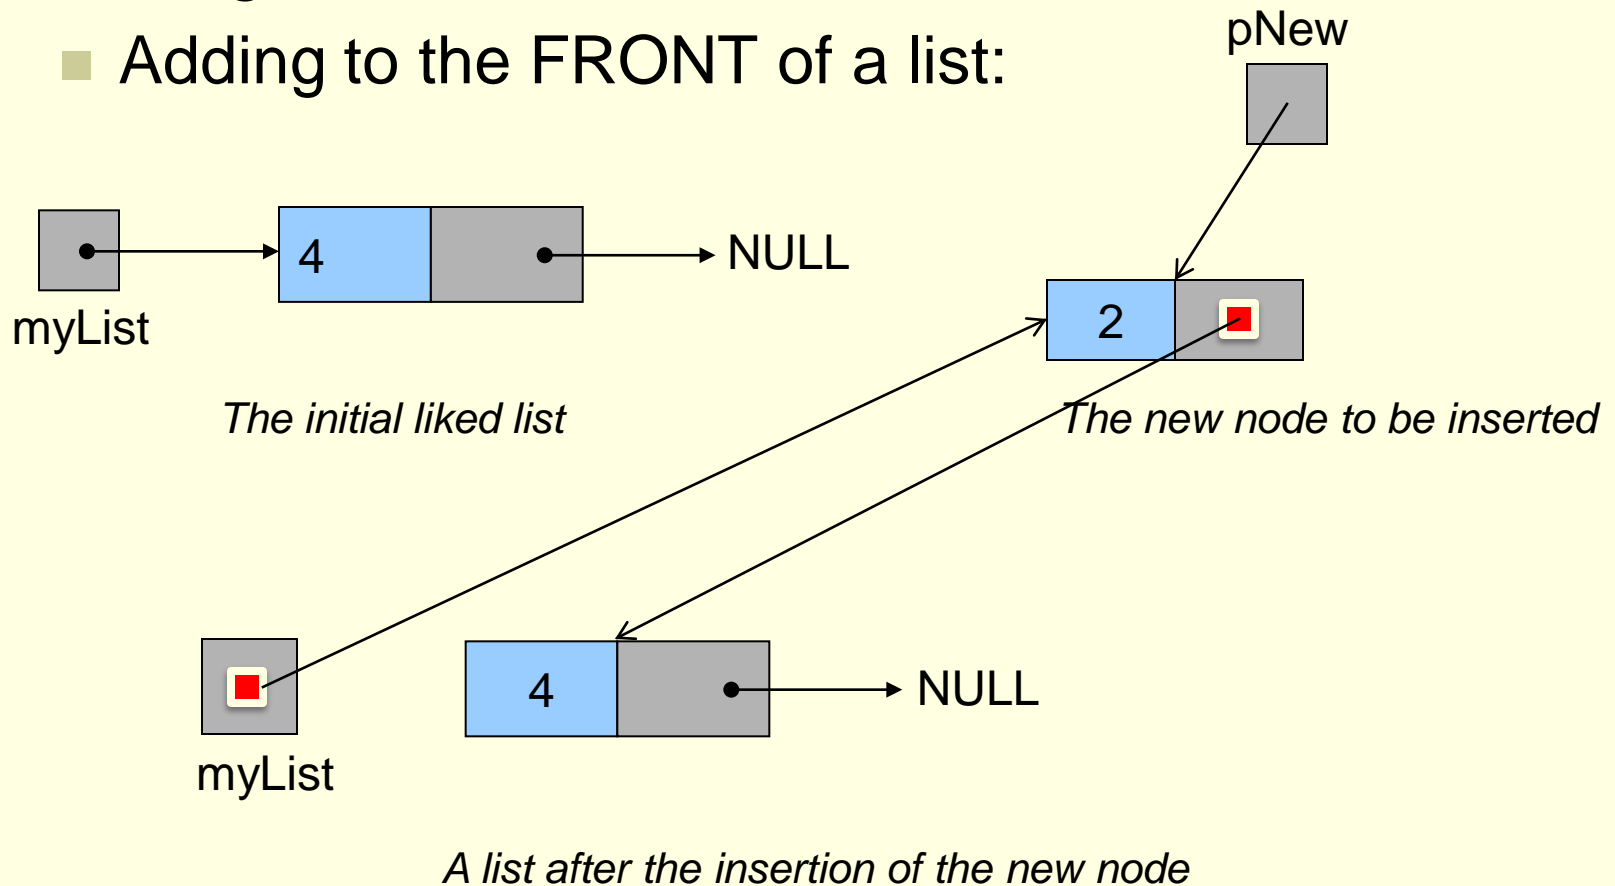 Adding to the FRONT of a list:
pNew
4
NULL
myList
2
The initial liked list
The new node to be inserted
4
NULL
myList
A list after the insertion of the new node